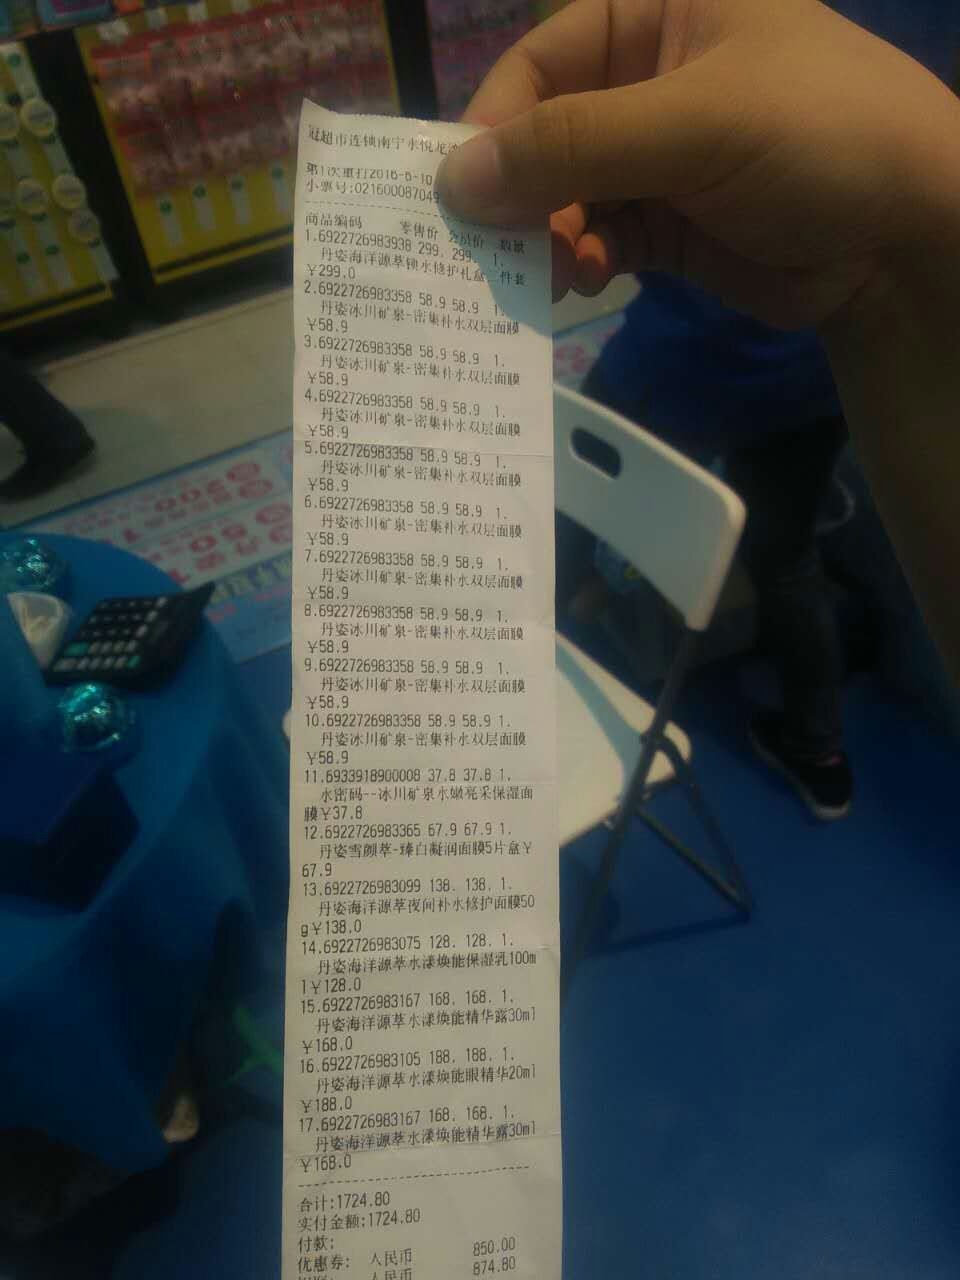 冠超市连锁南宁水悦龙湾
第1次重打2016-6-10
小票号:021600087049
商品编码 零售价 会员价 数量
1.6922726983938 299. 299. 1.
丹姿海洋源萃锁水修护礼盒三件套
￥299.0
2.6922726983358 58.9 58.9 1.
丹姿冰川矿泉-密集补水双层面膜
￥58.9
3.6922726983358 58.9 58.9 1.
丹姿冰川矿泉-密集补水双层面膜
￥58.9
4.6922726983358 58.9 58.9 1.
丹姿冰川矿泉-密集补水双层面膜
￥58.9
5.6922726983358 58.9 58.9 1.
丹姿冰川矿泉-密集补水双层面膜
￥58.9
6.6922726983358 58.9 58.9 1.
丹姿冰川矿泉-密集补水双层面膜
￥58.9
7.6922726983358 58.9 58.9 1.
丹姿冰川矿泉-密集补水双层面膜
￥58.9
8.6922726983358 58.9 58.9 1.
丹姿冰川矿泉-密集补水双层面膜
￥58.9
9.6922726983358 58.9 58.9 1.
丹姿冰川矿泉-密集补水双层面膜
￥58.9
10.6922726983358 58.9 58.9 1.
丹姿冰川矿泉-密集补水双层面膜
￥58.9
11.6933918900008 37.8 37.8 1.
水密码--冰川矿泉水嫩亮采保湿面
膜￥37.8
12.6922726983365 67.9 67.9 1.
丹姿雪颜萃-臻白凝润面膜5片盒￥
67.9
13.6922726983099 138. 138. 1.
丹姿海洋源萃夜间补水修护面膜50
g￥138.0
14.6922726983075 128. 128. 1.
丹姿海洋源萃水漾焕能保湿乳100m
l￥128.0
15.6922726983167 168. 168. 1.
丹姿海洋源萃水漾焕能精华露30ml
￥168.0
16.6922726983105 188. 188. 1.
丹姿海洋源萃水漾焕能眼精华20ml
￥188.0
17.6922726983167 168. 168. 1.
丹姿海洋源萃水漾焕能精华露30ml
￥168.0
合计:1724.80
实付金额:1724.80
付款:
优惠券: 人民币 850.00
人民币 874.80